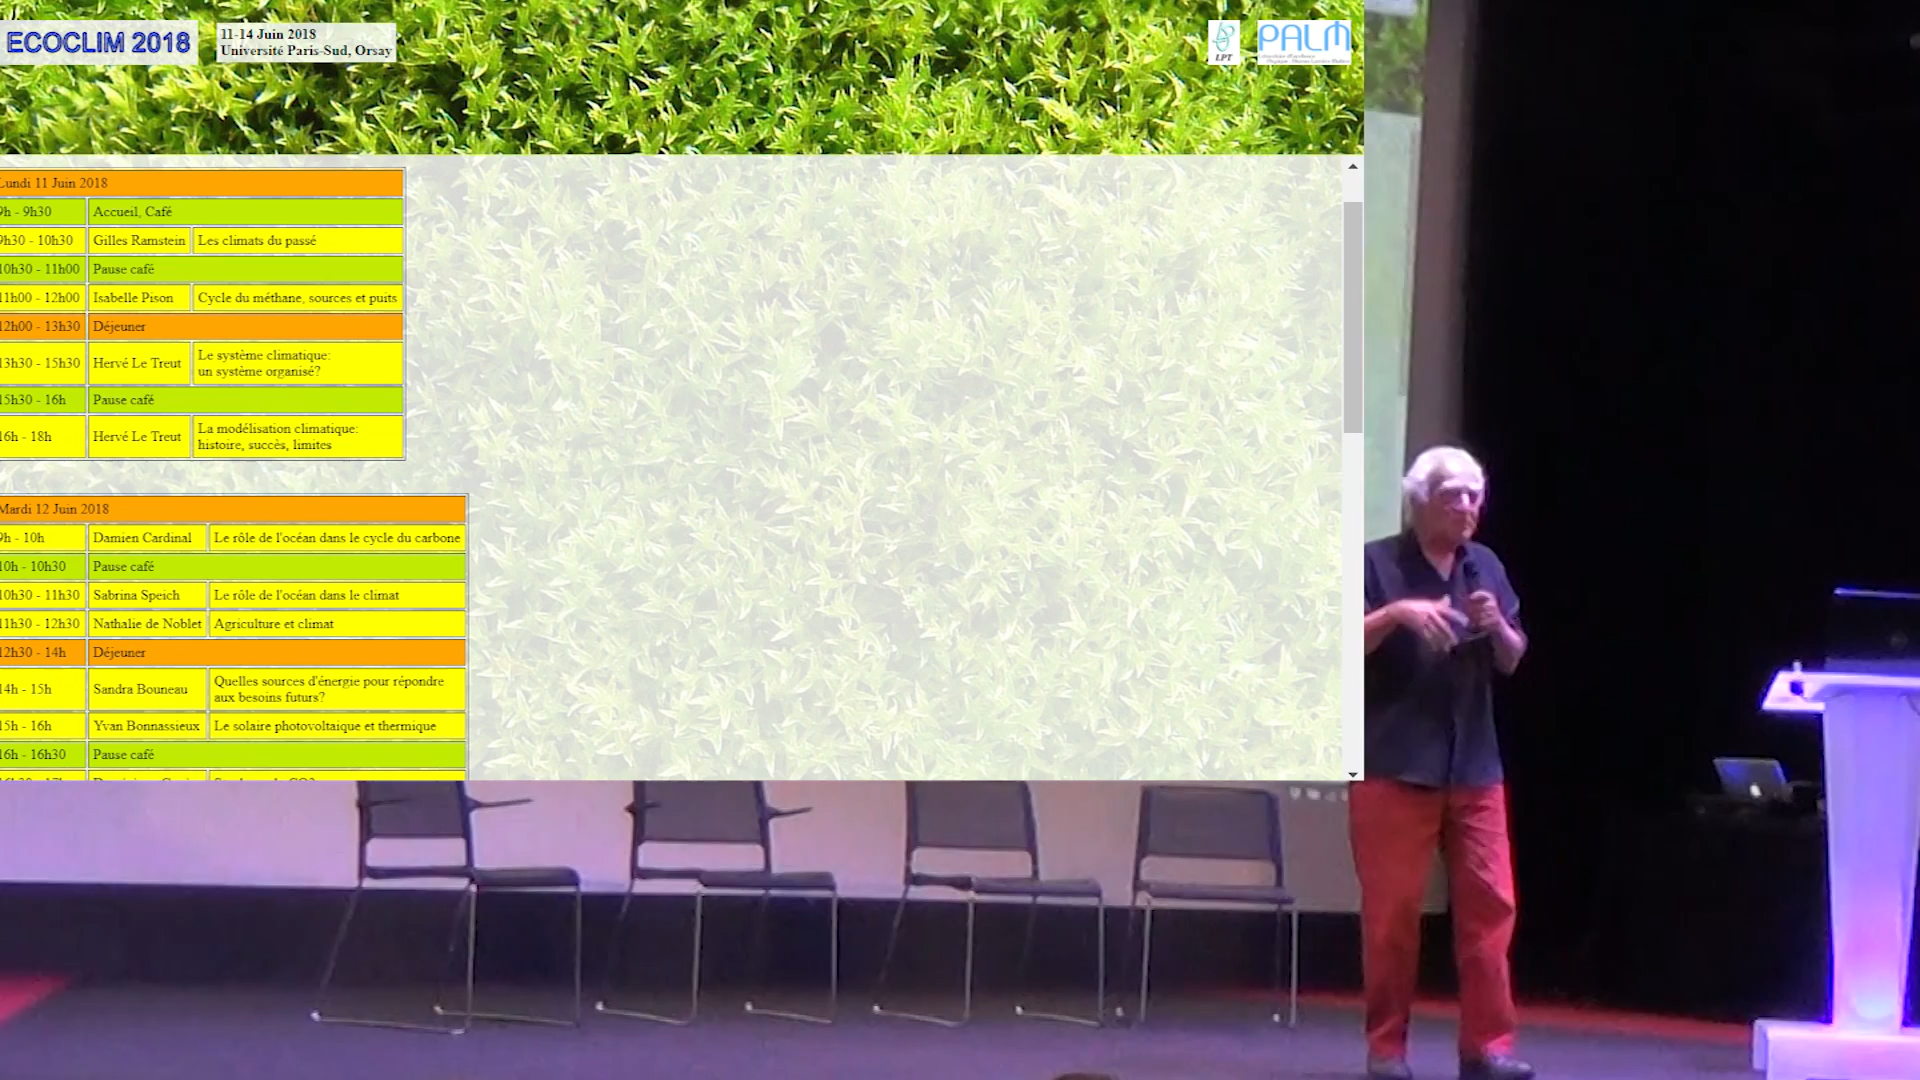 ECOCLIM 2018
11-14 Juin 2018
Université Paris-Sud, Orsay
LPT
PALM
Lundi 11 Juin 2018
9h - 9h30 Accueil, Café
9h30 - 10h30 Gilles Ramstein Les climats du passé
10h30 - 11h00 Pause café
11h00 - 12h00 Isabelle Pison Cycle du méthane, sources et puits
12h00 - 13h30 Déjeuner
13h30 - 15h30 Hervé Le Treut Le système climatique:
un système organisé?
15h30 - 16h Pause café
16h - 18h Hervé Le Treut La modélisation climatique:
histoire, succès, limites
Mardi 12 Juin 2018
9h - 10h Damien Cardinal Le rôle de l'océan dans le cycle du carbone
10h - 10h30 Pause café
10h30 - 11h30 Sabrina Speich Le rôle de l'océan dans le climat
11h30 - 12h30 Nathalie de Noblet Agriculture et climat
12h30 - 14h Déjeuner
14h - 15h Sandra Bouneau Quelles sources d'énergie pour répondre
aux besoins futurs?
15h - 16h Yvan Bonnassieux Le solaire photovoltaique et thermique
16h - 16h30 Pause café